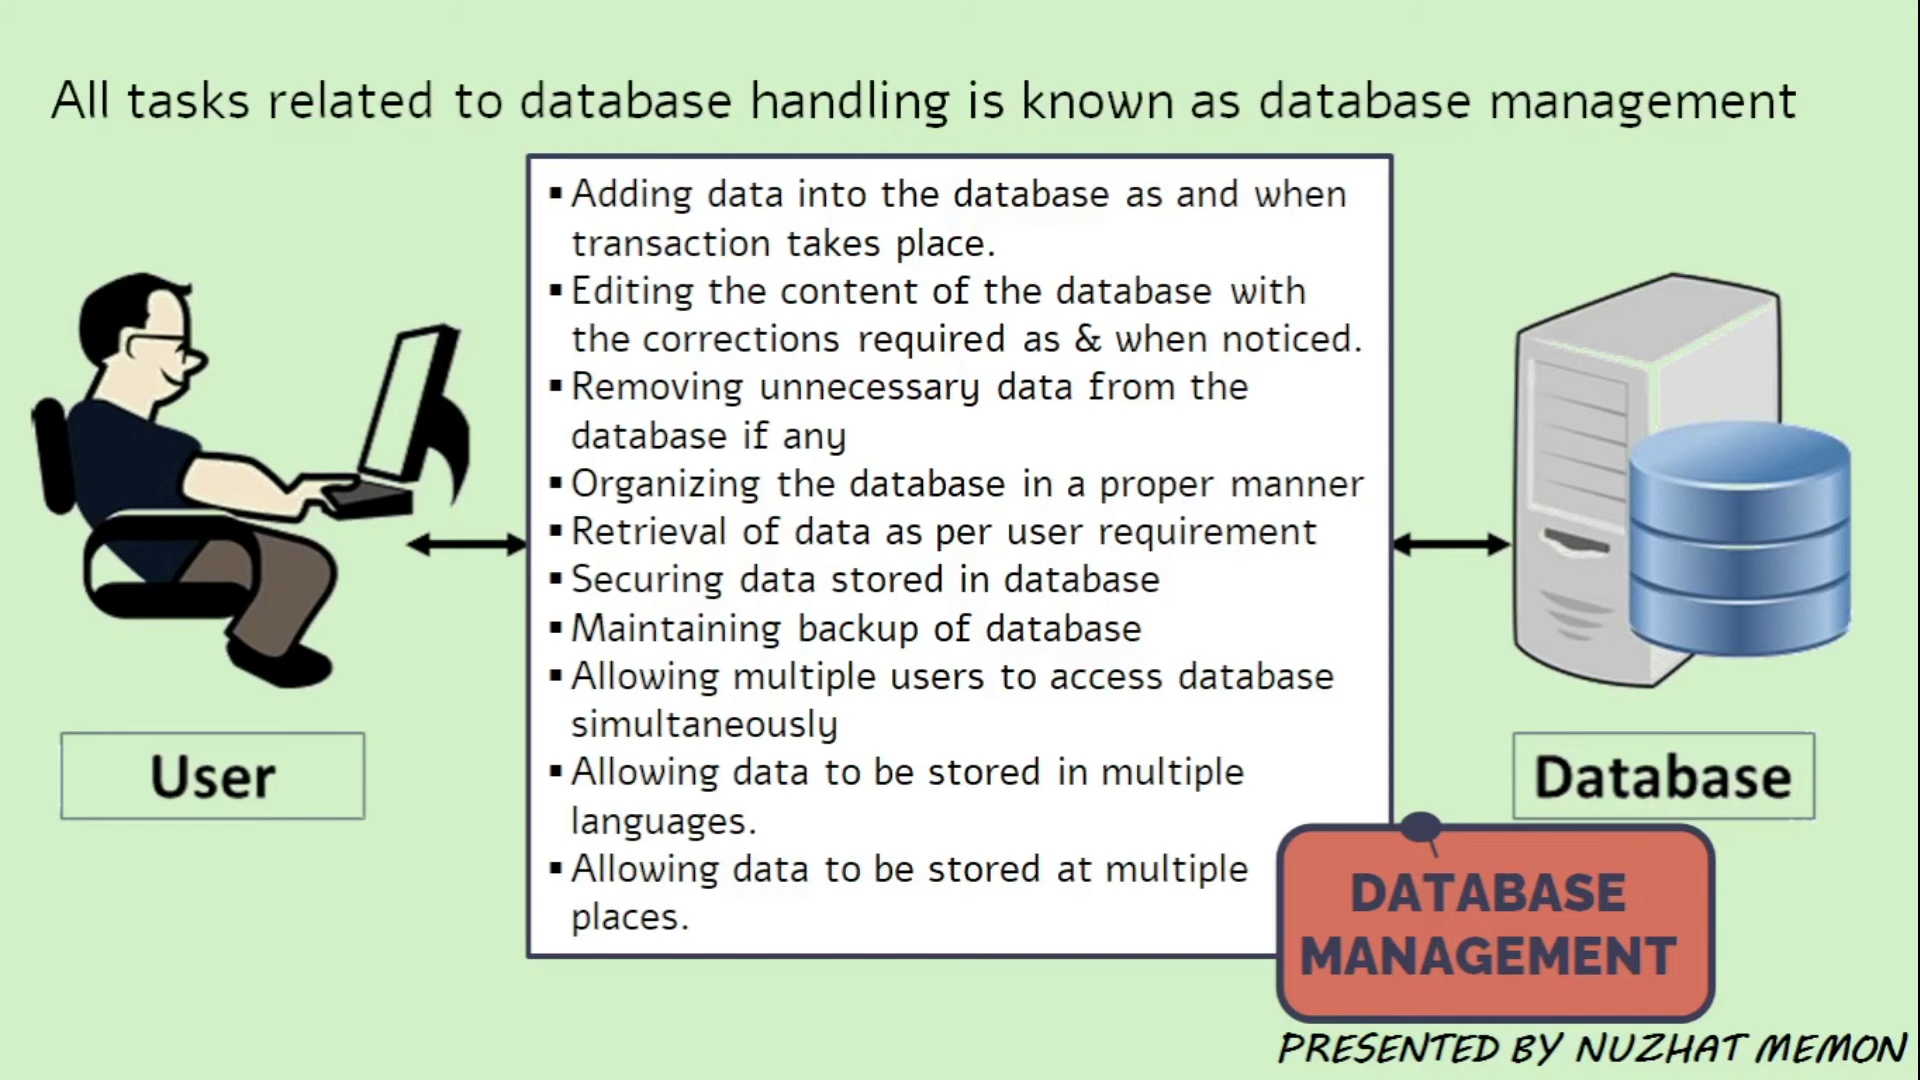 All tasks related to database handling is known as database management
▪ Adding data into the database as and when
transaction takes place.
▪ Editing the content of the database with
the corrections required as & when noticed.
▪ Removing unnecessary data from the
database if any
▪ Organizing the database in a proper manner
▪ Retrieval of data as per user requirement
▪ Securing data stored in database
▪ Maintaining backup of database
▪ Allowing multiple users to access database
simultaneously
▪ Allowing data to be stored in multiple
languages.
▪ Allowing data to be stored at multiple
places.
User
Database
DATABASE
MANAGEMENT
PRESENTED BY NUZHAT MEMON